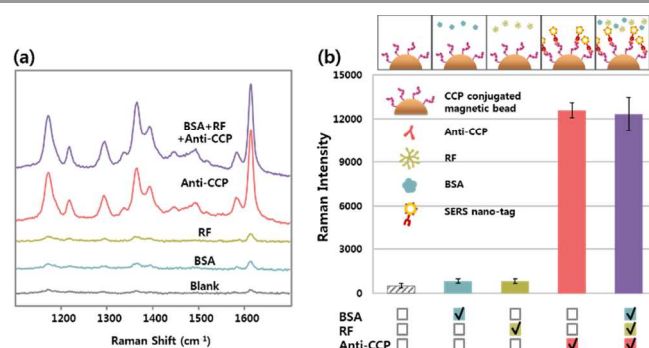 (a)
BSA+RF
+Anti-CCP
Anti-CCP
RF
BSA
Blank
1200 1300 1400 1500 1600
Raman Shift (cm⁻¹)
(b)
15000
12000
9000
6000
3000
0
Raman Intensity
CCP conjugated
magnetic bead
Anti-CCP
RF
BSA
SERS nano-tag
BSA
RF
Anti-CCP